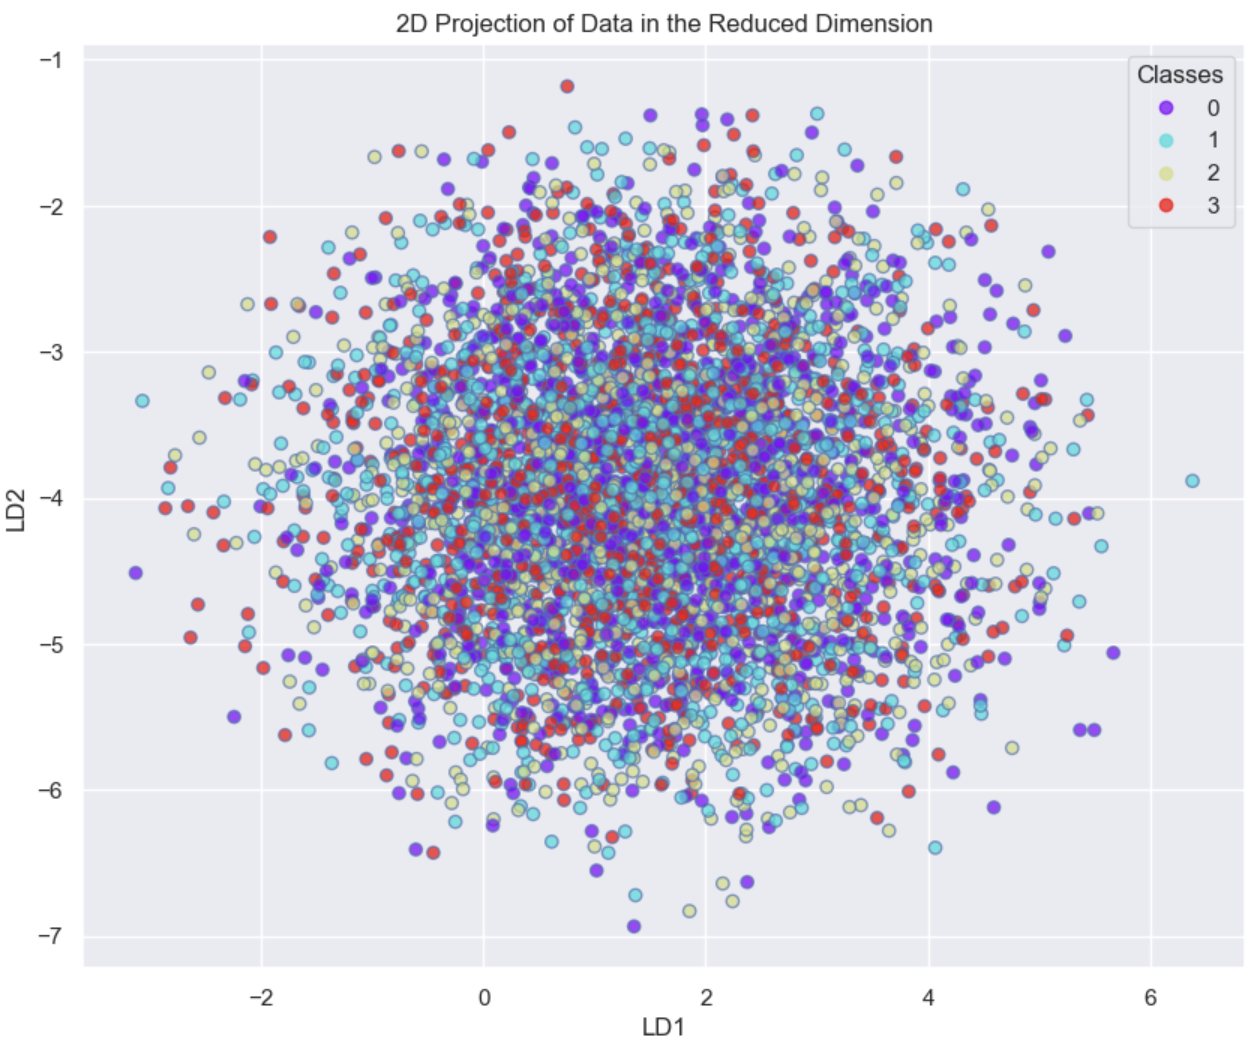 2D Projection of Data in the Reduced Dimension
Classes
0
1
2
3
−1
−2
−3
−4
−5
−6
−7
LD2
−2 0 2 4 6
LD1